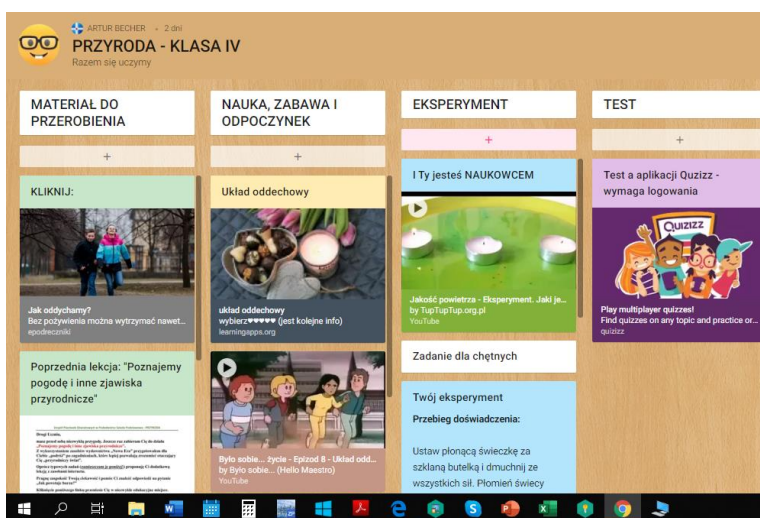 ARTUR BECHER • 2 dni
PRZYRODA - KLASA IV
Razem się uczymy
MATERIAŁ DO
PRZEROBIENIA
+
KLIKNIJ:
Jak oddychamy?
Bez pożywienia można wytrzymać nawet...
epodreczniki
Poprzednia lekcja: "Poznajemy
pogodę i inne zjawiska
przyrodnicze"
Drogi Uczniu,
NAUKA, ZABAWA I
ODPOCZYNEK
+
Układ oddechowy
układ oddechowy
wybierz♥♥♥♥♥ (jest kolejne info)
learningapps.org
Było sobie... życie - Epizod 8 - Układ odd...
by Było sobie... (Hello Maestro)
YouTube
EKSPERYMENT
+
I Ty jesteś NAUKOWCEM
Jakość powietrza - Eksperyment. Jaki je...
by TupTupTup.org.pl
YouTube
Zadanie dla chętnych
Twój eksperyment
Przebieg doświadczenia:
Ustaw płonącą świeczkę za
szklaną butelką i dmuchnij ze
wszystkich sił. Płomień świecy
TEST
+
Test a aplikacji Quzizz -
wymaga logowania
QUIZIZZ
Play multiplayer quizzes!
Find quizzes on any topic and practice or...
quizizz